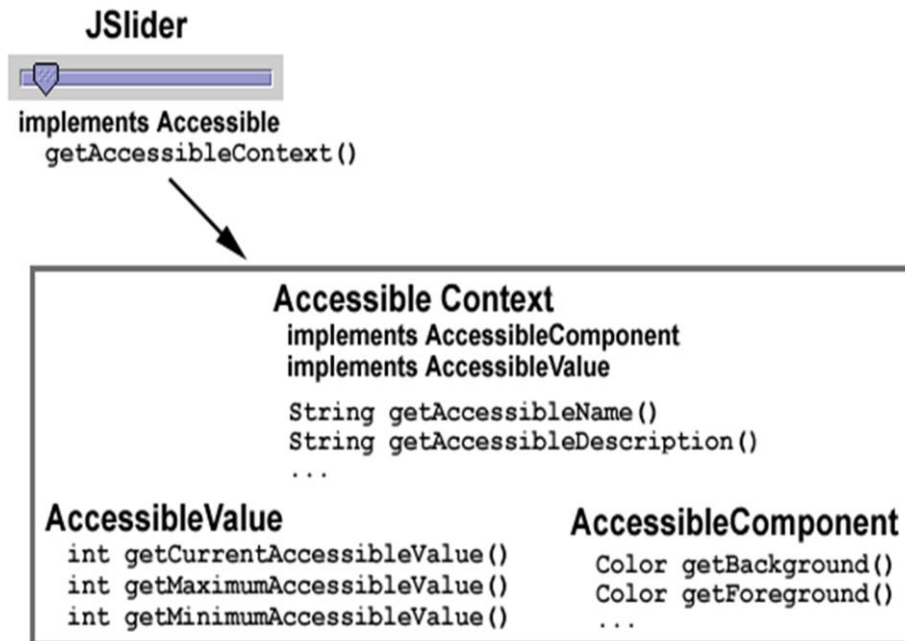 JSlider
implements Accessible
getAccessibleContext()
Accessible Context
implements AccessibleComponent
implements AccessibleValue
String getAccessibleName()
String getAccessibleDescription()
...
AccessibleValue
int getCurrentAccessibleValue()
int getMaximumAccessibleValue()
int getMinimumAccessibleValue()
AccessibleComponent
Color getBackground()
Color getForeground()
...